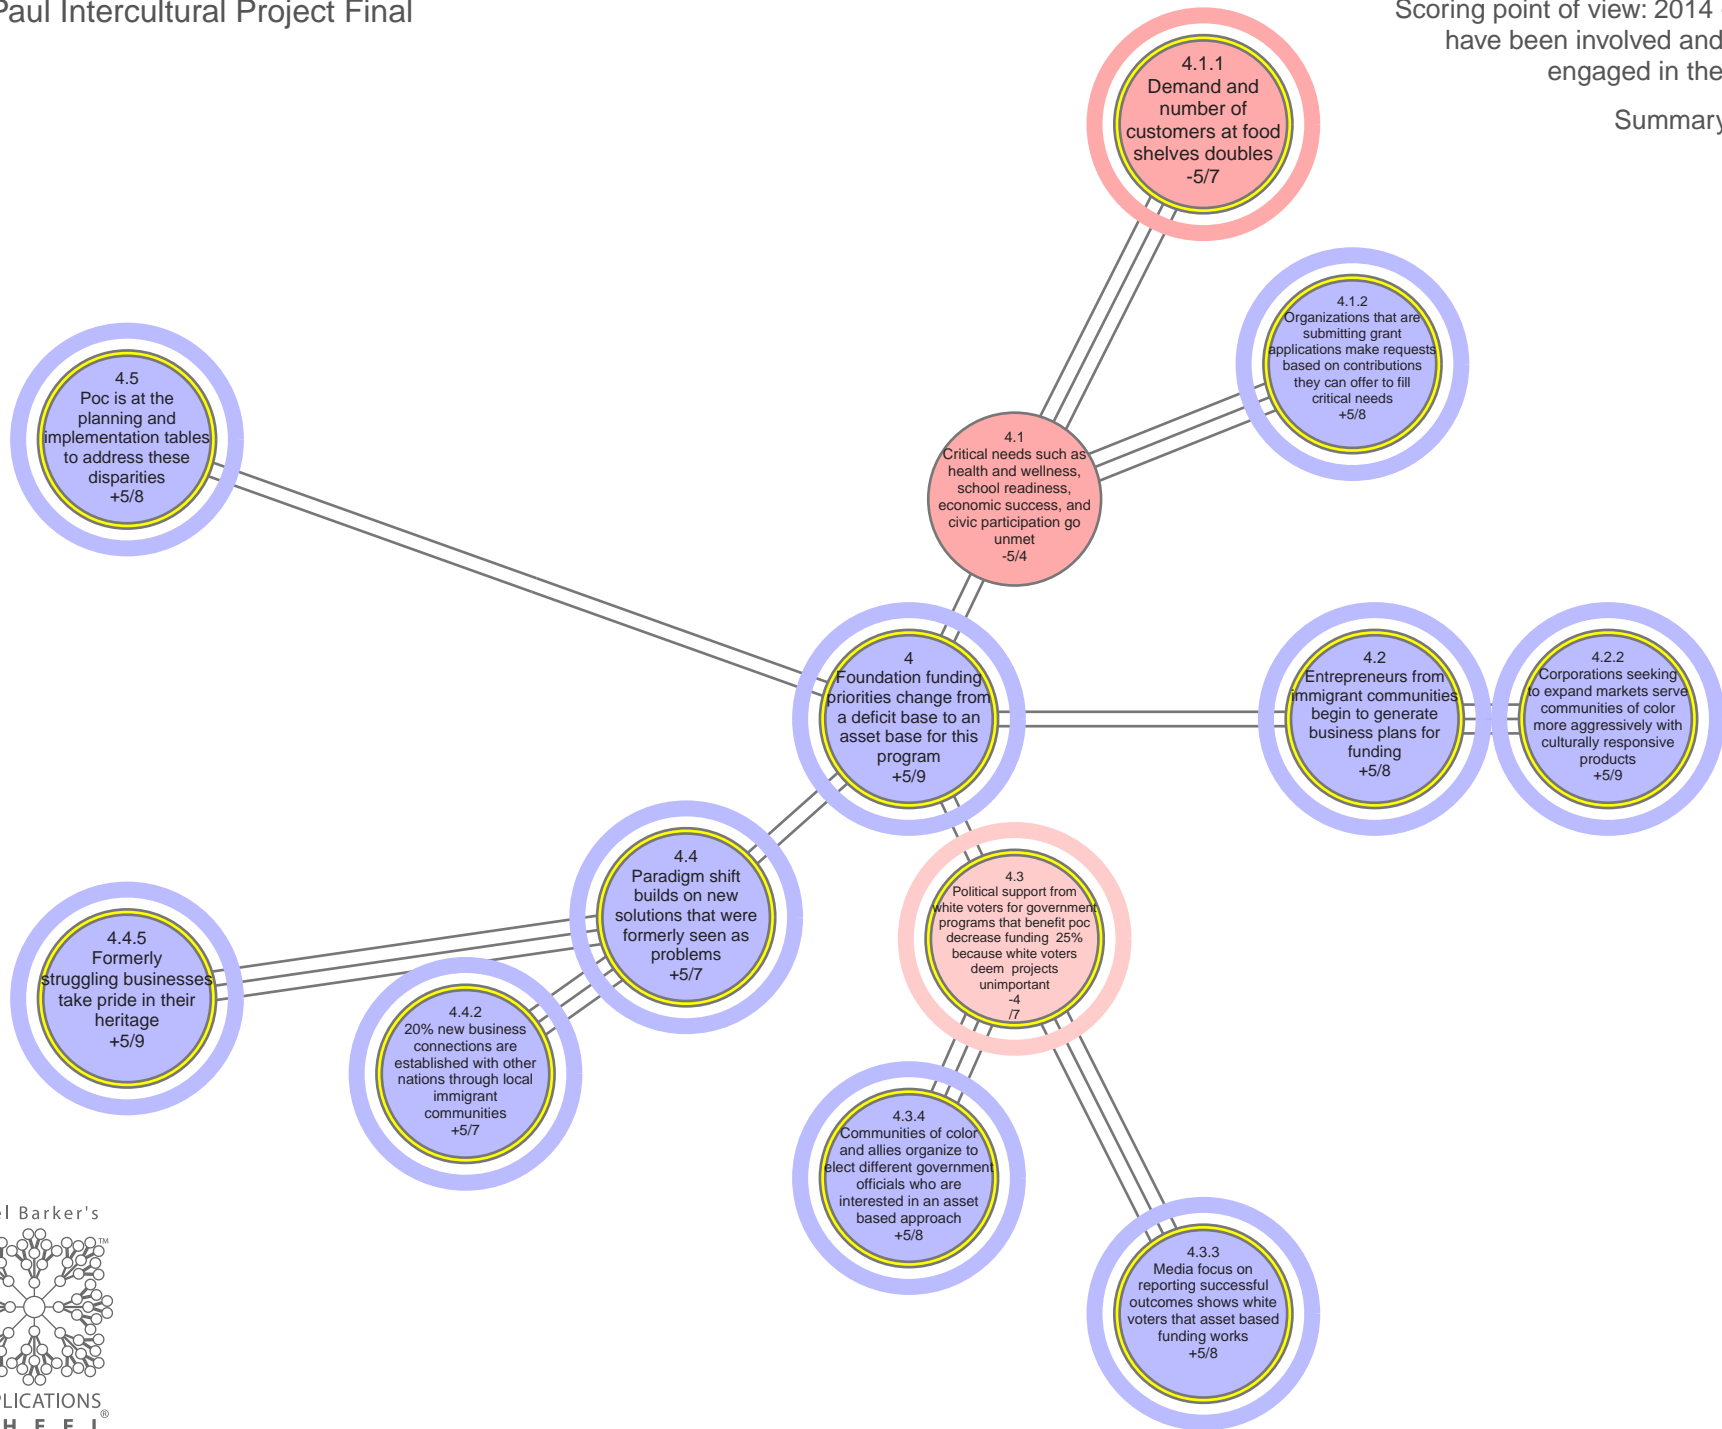 Paul Intercultural Project Final
Scoring point of view: 2014
have been involved and
engaged in the
Summary
4.1.1
Demand and
number of
customers at food
shelves doubles
-5/7
4.1.2
Organizations that are
submitting grant
applications make requests
based on contributions
they can offer to fill
critical needs
+5/8
4.5
Poc is at the
planning and
implementation tables
to address these
disparities
+5/8
4.1
Critical needs such as
health and wellness,
school readiness,
economic success, and
civic participation go
unmet
-5/4
4
Foundation funding
priorities change from
a deficit base to an
asset base for this
program
+5/9
4.2
Entrepreneurs from
immigrant communities
begin to generate
business plans for
funding
+5/8
4.2.2
Corporations seeking
to expand markets serve
communities of color
more aggressively with
culturally responsive
products
+5/9
4.4
Paradigm shift
builds on new
solutions that were
formerly seen as
problems
+5/7
4.3
Political support from
white voters for government
programs that benefit poc
decrease funding 25%
because white voters
deem projects
unimportant
-4
/7
4.4.5
Formerly
struggling businesses
take pride in their
heritage
+5/9
4.4.2
20% new business
connections are
established with other
nations through local
immigrant
communities
+5/7
4.3.4
Communities of color
and allies organize to
elect different government
officials who are
interested in an asset
based approach
+5/8
4.3.3
Media focus on
reporting successful
outcomes shows white
voters that asset based
funding works
+5/8
el Barker's
™
PLICATIONS
H E E L®